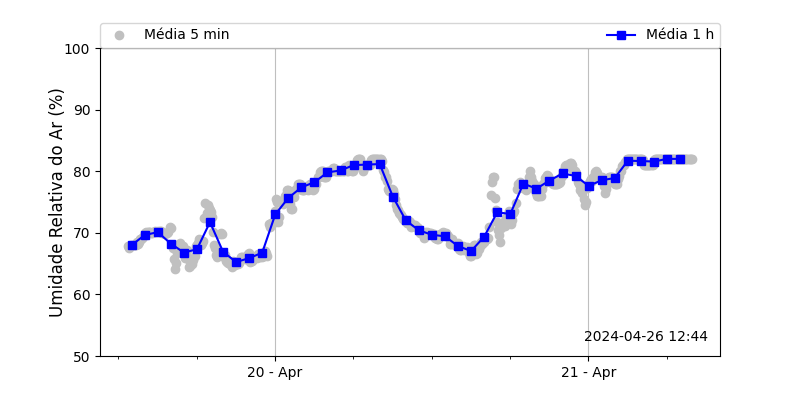 Média 5 min
Média 1 h
100
90
80
70
60
50
Umidade Relativa do Ar (%)
2024-04-26 12:44
20 - Apr
21 - Apr